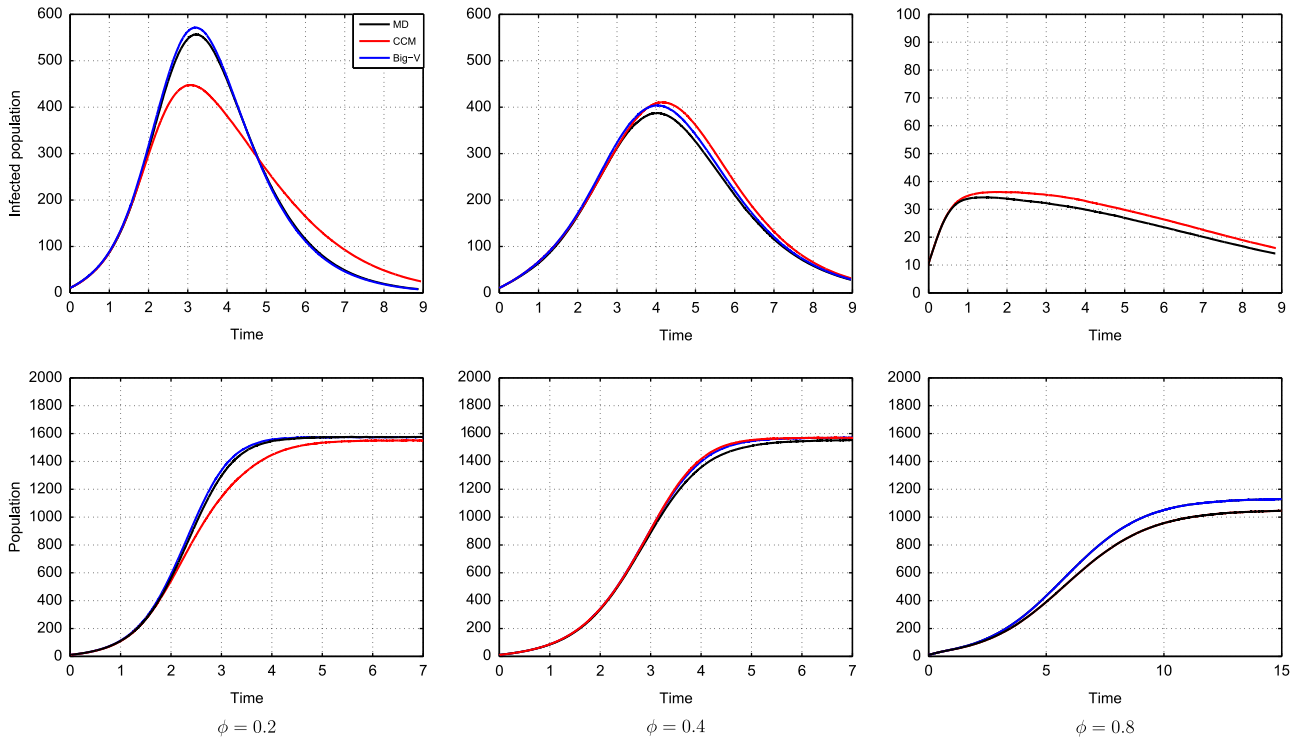 600
500
400
300
200
100
0
0 1 2 3 4 5 6 7 8 9
Infected population
Time
MD
CCM
Big−V
600
500
400
300
200
100
0
0 1 2 3 4 5 6 7 8 9
Time
100
90
80
70
60
50
40
30
20
10
0
0 1 2 3 4 5 6 7 8 9
Time
2000
1800
1600
1400
1200
1000
800
600
400
200
0
0 1 2 3 4 5 6 7
Population
Time
ϕ = 0.2
2000
1800
1600
1400
1200
1000
800
600
400
200
0
0 1 2 3 4 5 6 7
Time
ϕ = 0.4
2000
1800
1600
1400
1200
1000
800
600
400
200
0
0 5 10 15
Time
ϕ = 0.8